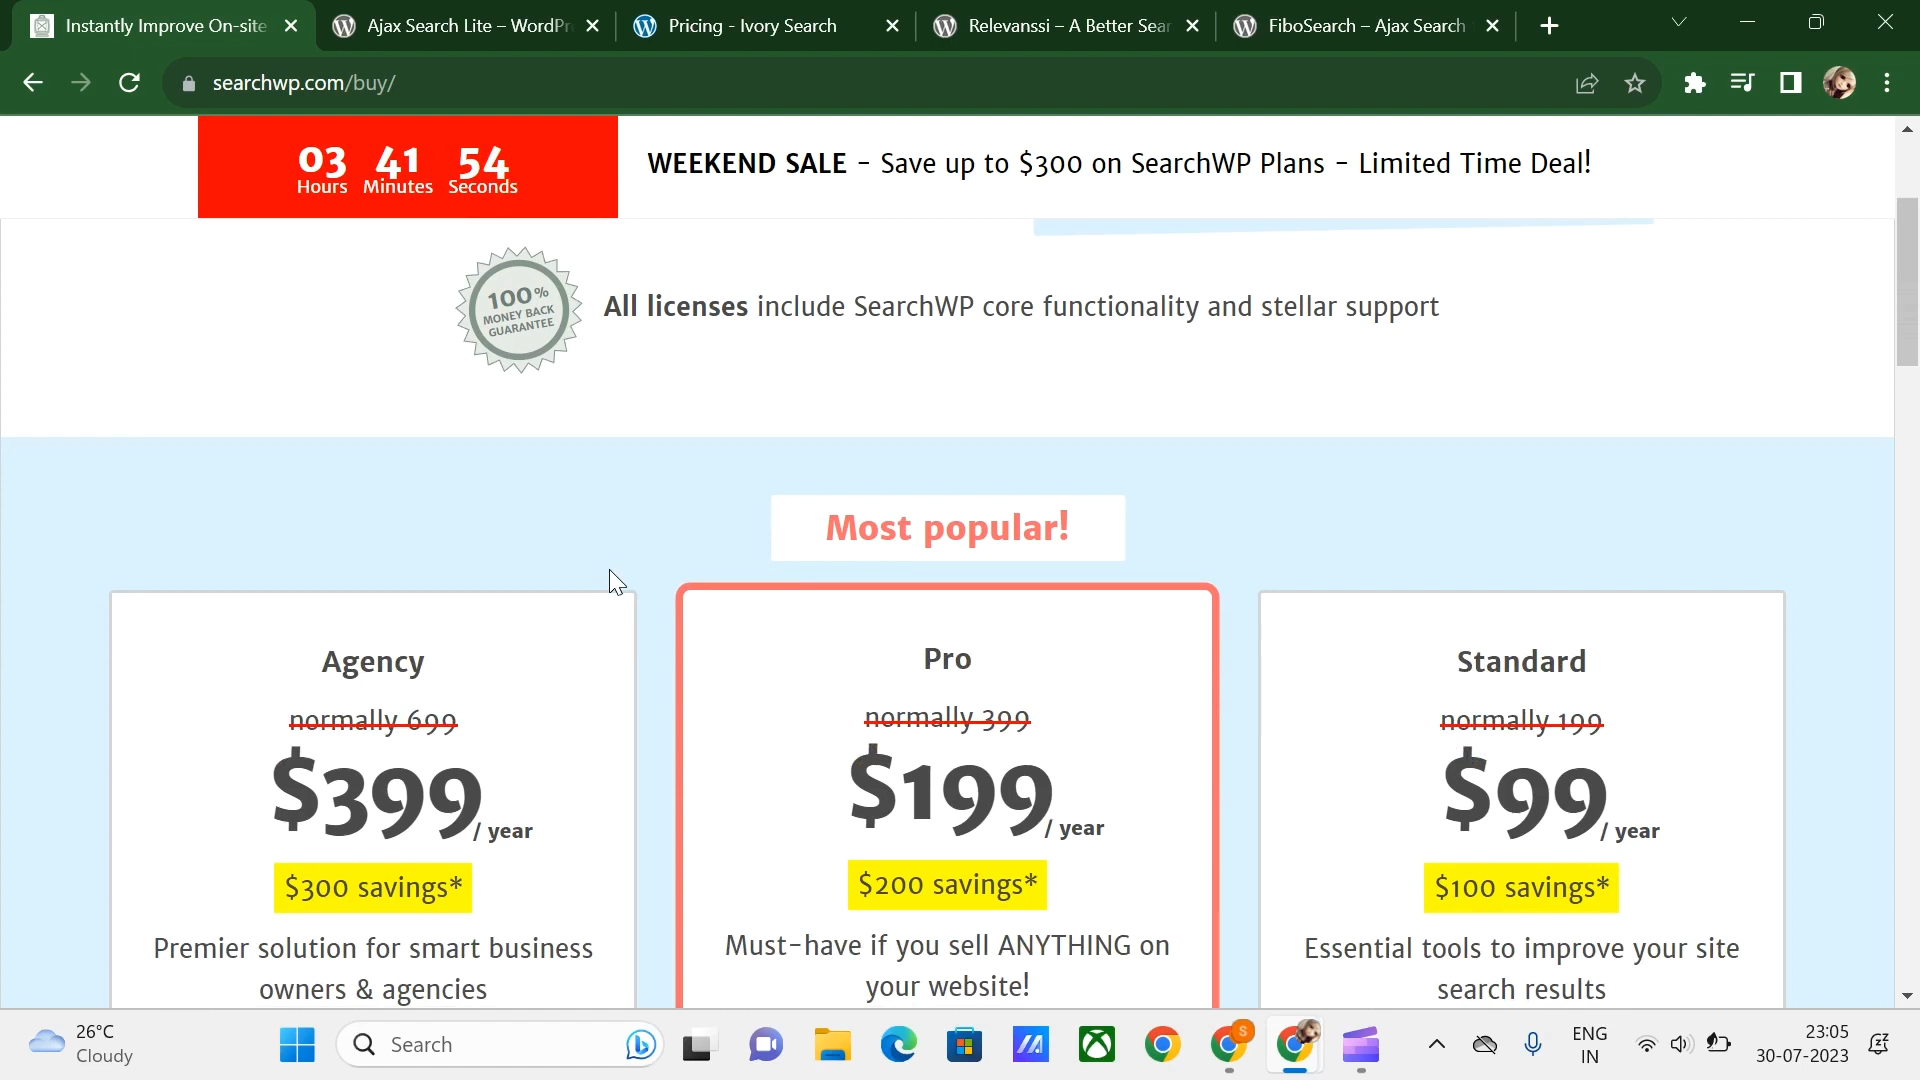 Instantly Improve On-site
Ajax Search Lite – WordPr
Pricing - Ivory Search
Relevanssi – A Better Sear
FiboSearch – Ajax Search
searchwp.com/buy/
03 41 54
Hours Minutes Seconds
WEEKEND SALE - Save up to $300 on SearchWP Plans - Limited Time Deal!
100%
MONEY BACK
GUARANTEE
All licenses include SearchWP core functionality and stellar support
Most popular!
Agency
normally 699
$399/ year
$300 savings*
Premier solution for smart business
owners & agencies
Pro
normally 399
$199/ year
$200 savings*
Must-have if you sell ANYTHING on
your website!
Standard
normally 199
$99/ year
$100 savings*
Essential tools to improve your site
search results
26°C
Cloudy
Search
S
ENG
IN
23:05
30-07-2023